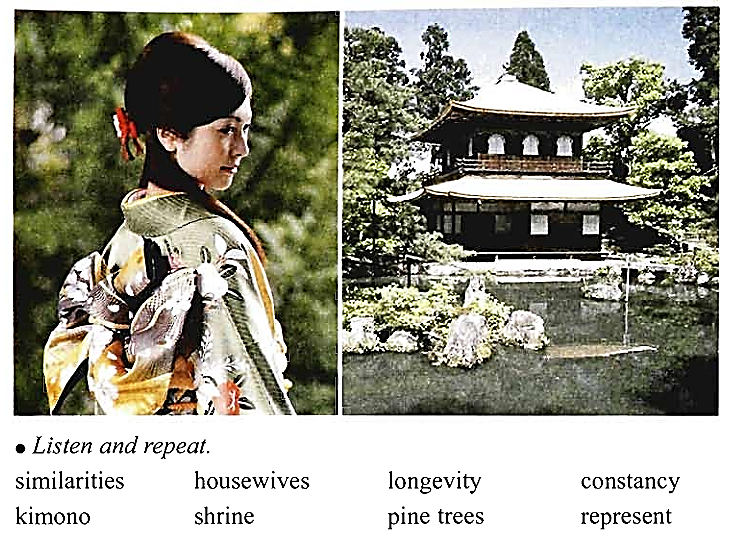 ● Listen and repeat.
similarities housewives longevity constancy
kimono shrine pine trees represent